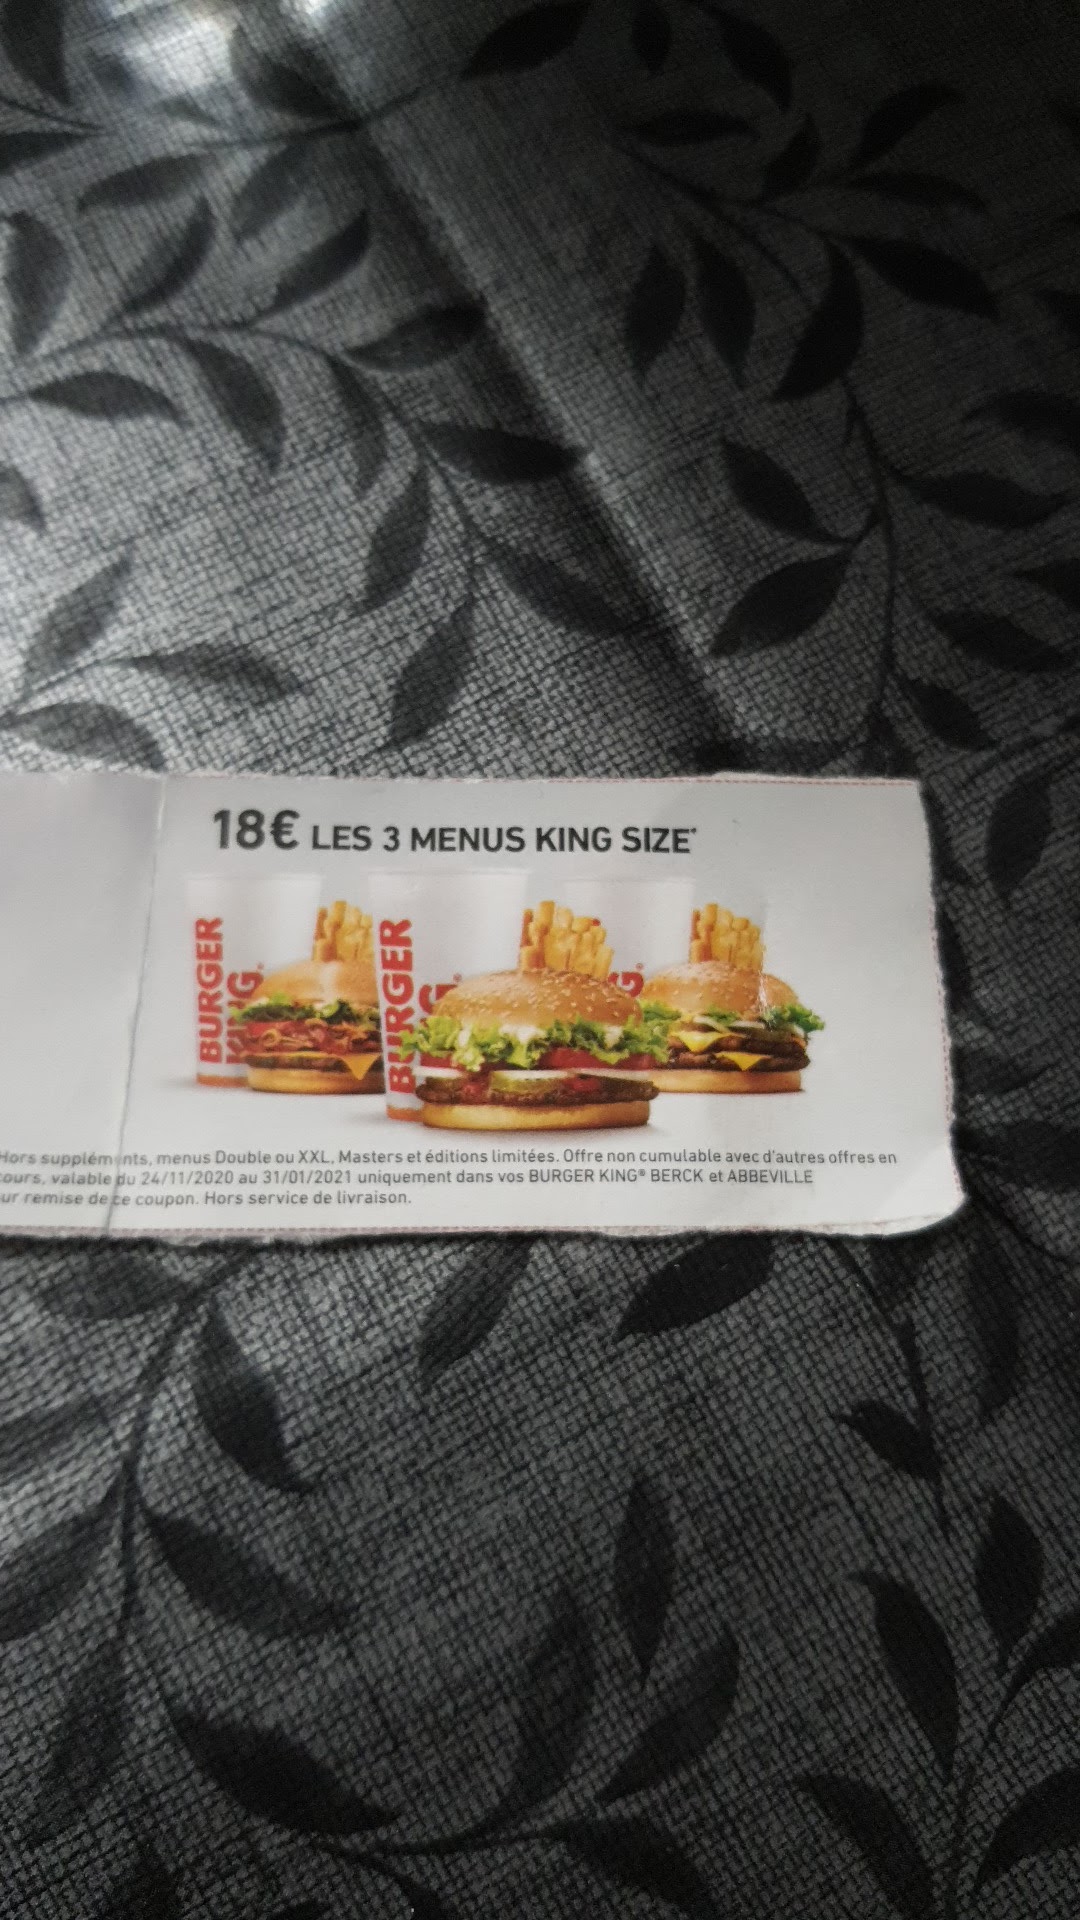 18€ LES 3 MENUS KING SIZE*
BURGER
KING®
BURGER
G®
G®
Hors suppléments, menus Double ou XXL, Masters et éditions limitées. Offre non cumulable avec d'autres offres en
cours, valable du 24/11/2020 au 31/01/2021 uniquement dans vos BURGER KING® BERCK et ABBEVILLE
ur remise de ce coupon. Hors service de livraison.